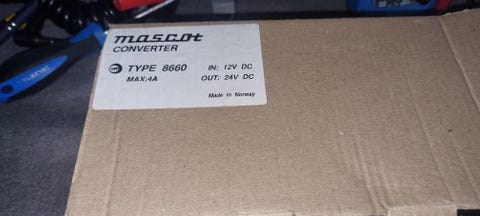 mascot
CONVERTER
TYPE 8660 IN: 12V DC
MAX:4A OUT: 24V DC
Made in Norway